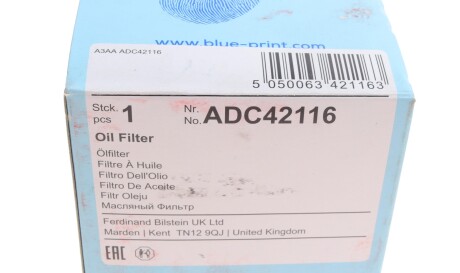 www.blue-print.com
A3AA ADC42116
5 050063 421163
Stck. pcs 1 Nr. No. ADC42116
Oil Filter
Ölfilter
Filtre À Huile
Filtro Dell'Olio
Filtro De Aceite
Filtr Oleju
Масляный Фильтр
Ferdinand Bilstein UK Ltd
Marden | Kent TN12 9QJ | United Kingdom
EAC